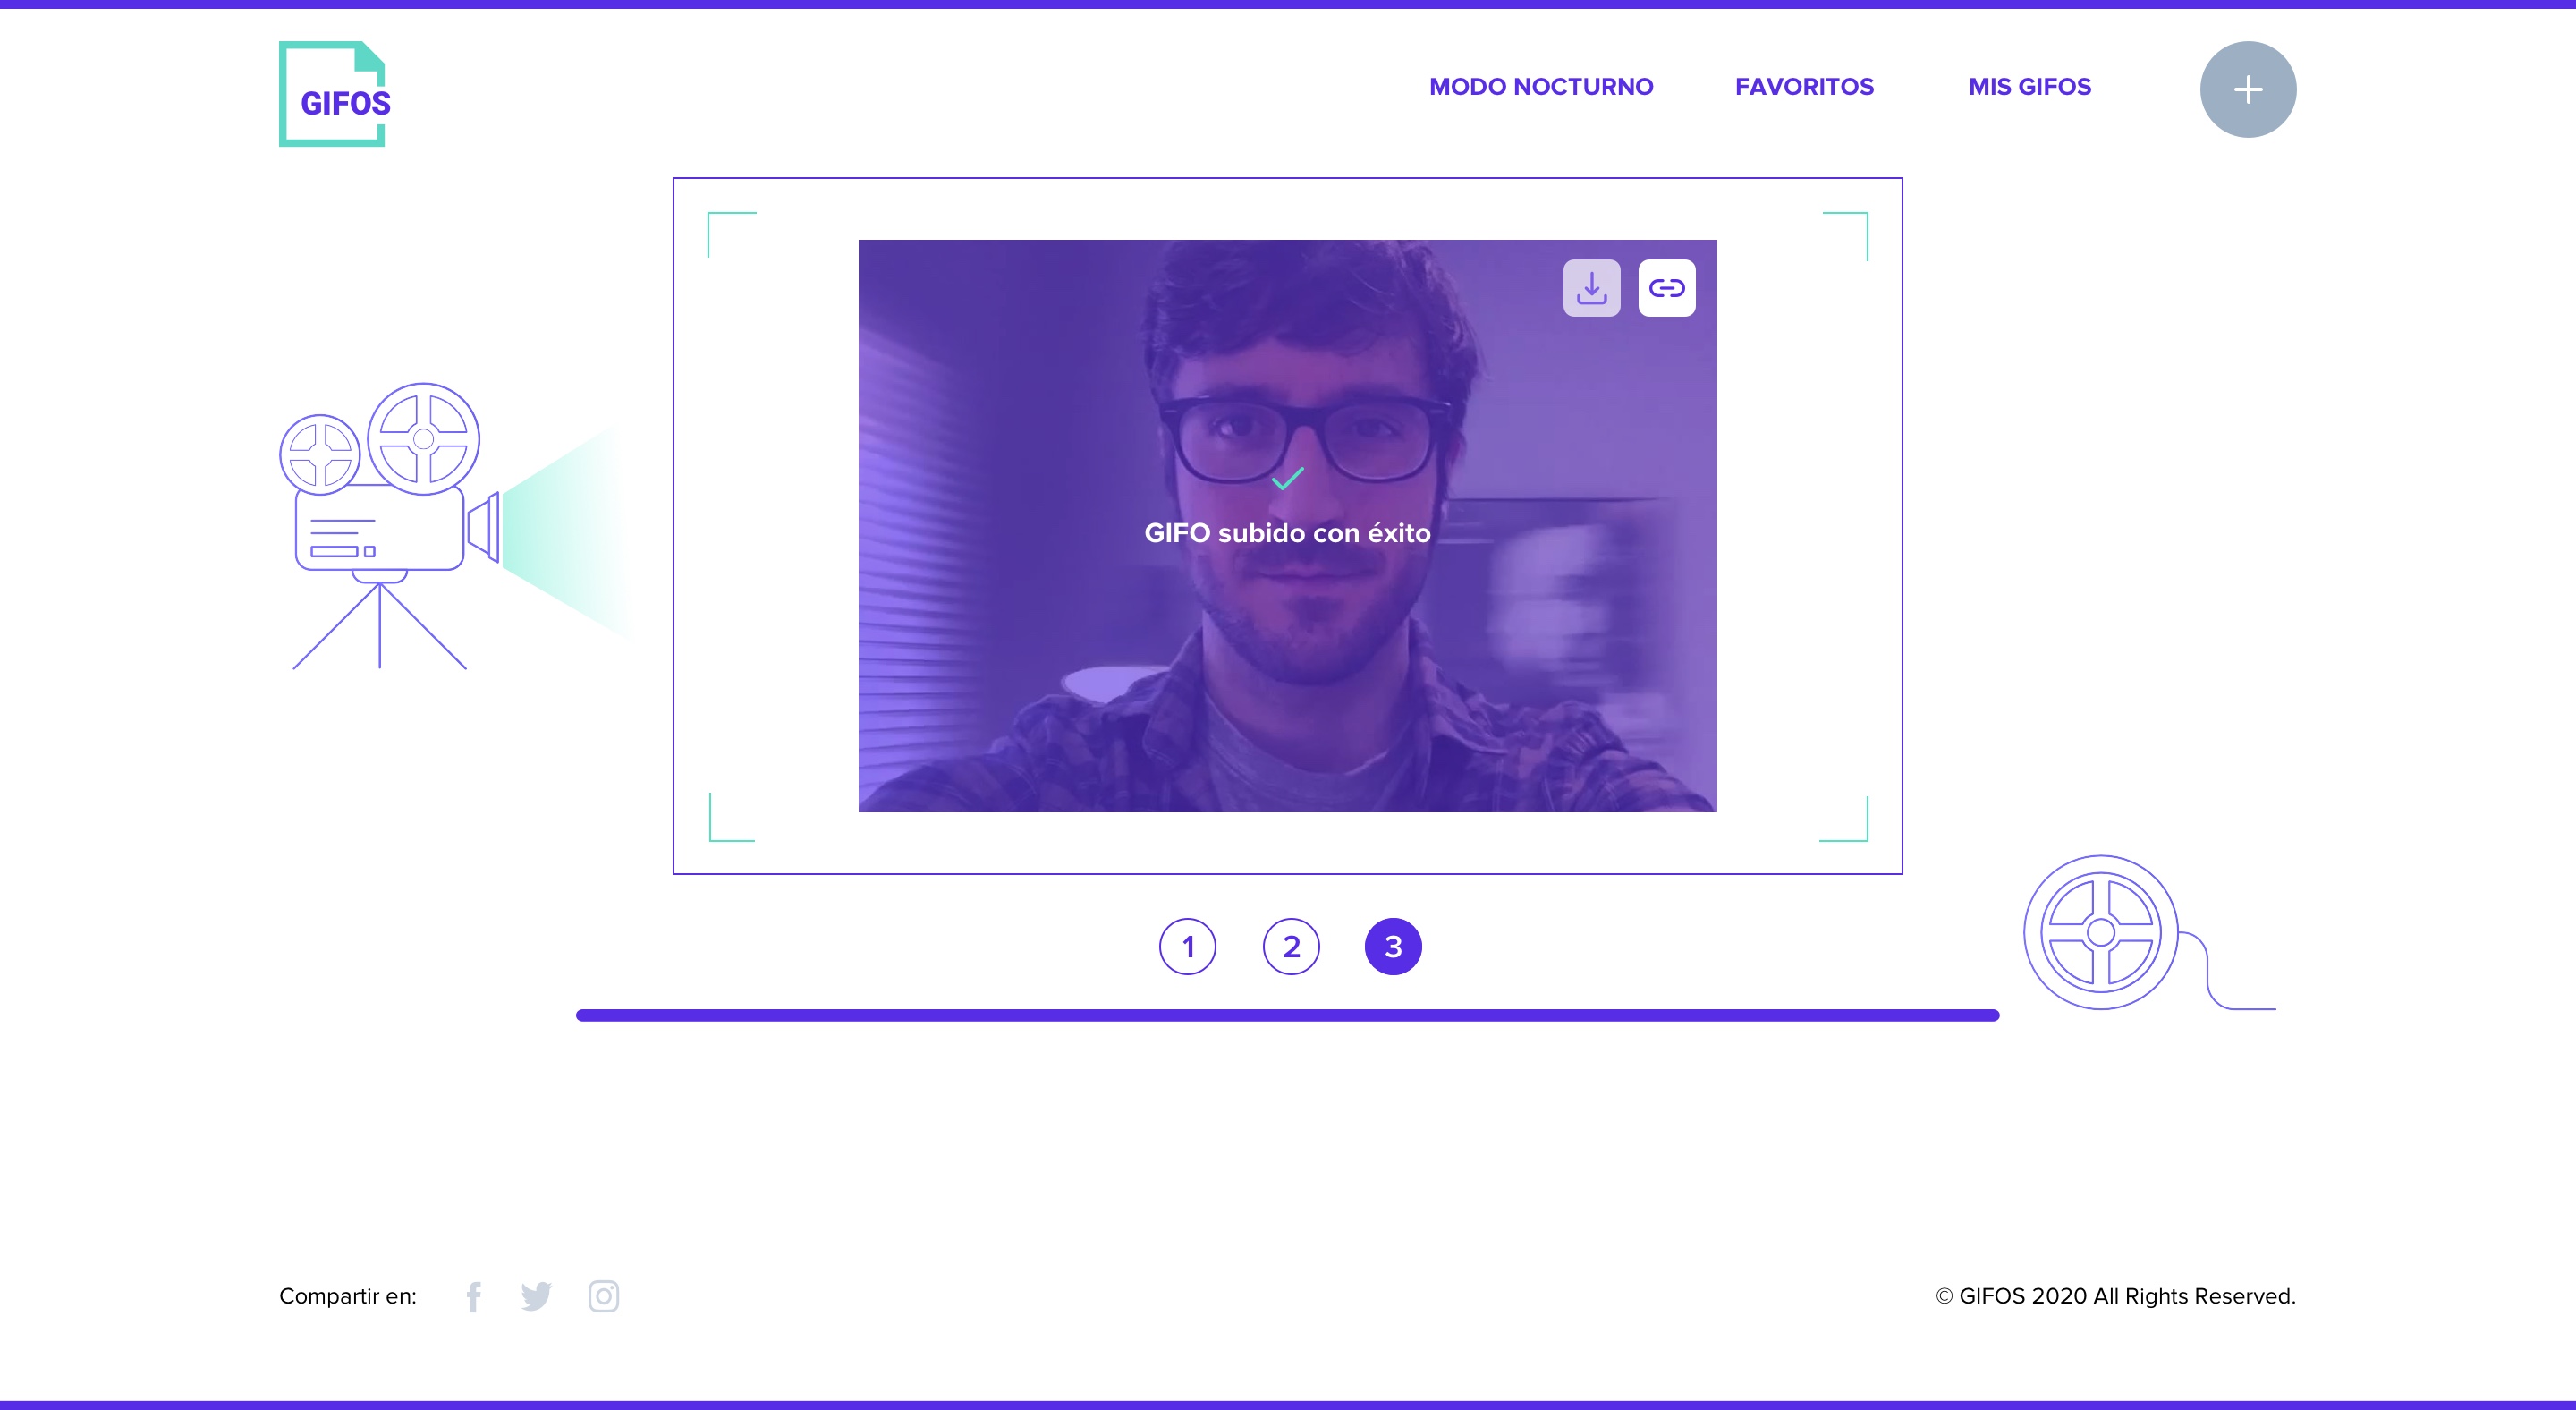 GIFOS
MODO NOCTURNO
FAVORITOS
MIS GIFOS
GIFO subido con éxito
1
2
3
Compartir en:
© GIFOS 2020 All Rights Reserved.